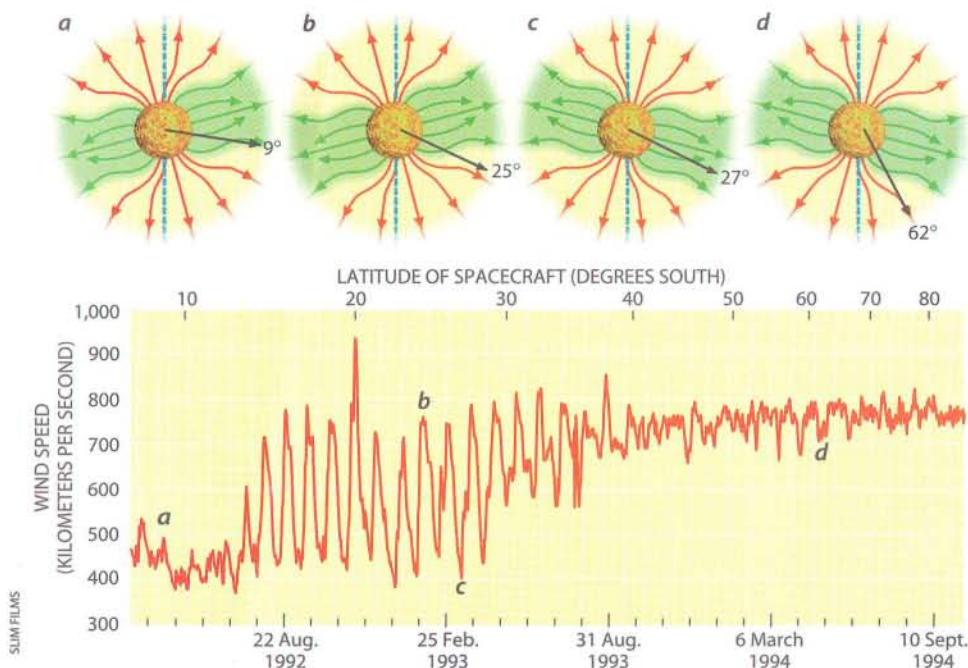 a
b
c
d
9°
25°
27°
62°
LATITUDE OF SPACECRAFT (DEGREES SOUTH)
10 20 30 40 50 60 70 80
1,000
900
800
700
600
500
400
300
WIND SPEED
(KILOMETERS PER SECOND)
a
b
c
d
22 Aug. 25 Feb. 31 Aug. 6 March 10 Sept.
1992 1993 1993 1994 1994
SLIM FILMS